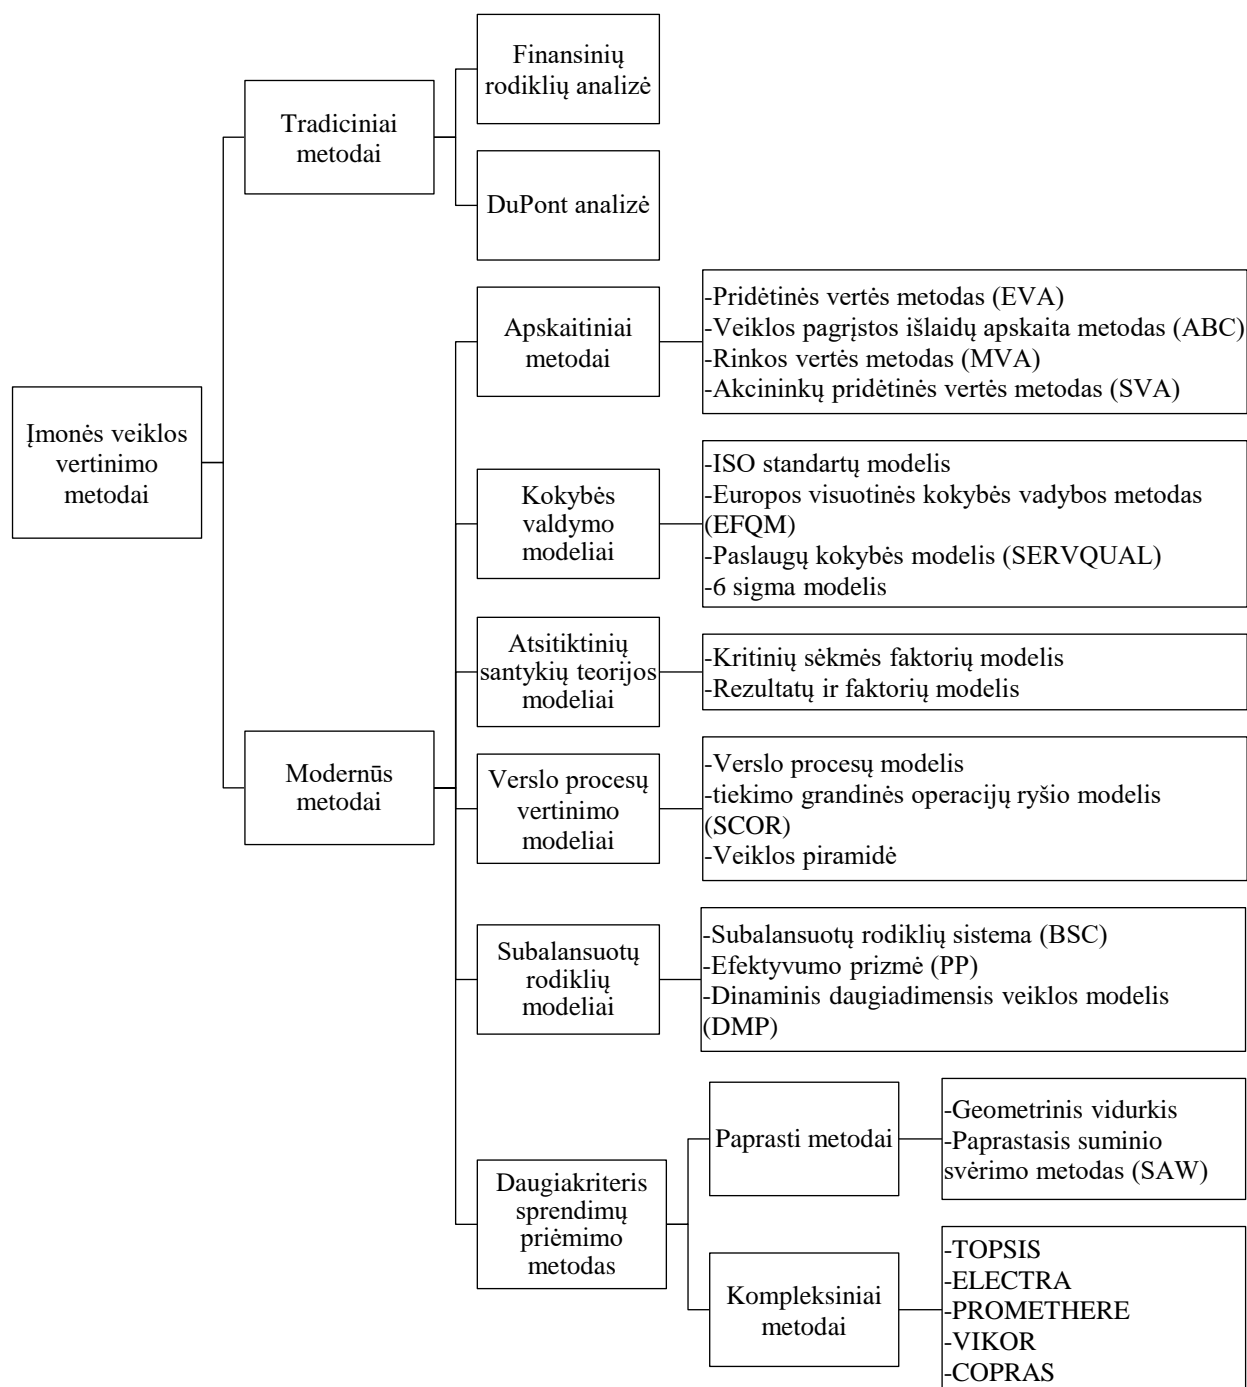 Įmonės veiklos
vertinimo
metodai
Tradiciniai
metodai
Finansinių
rodiklių analizė
DuPont analizė
Modernūs
metodai
Apskaitiniai
metodai
-Pridėtinės vertės metodas (EVA)
-Veiklos pagrįstos išlaidų apskaita metodas (ABC)
-Rinkos vertės metodas (MVA)
-Akcininkų pridėtinės vertės metodas (SVA)
Kokybės
valdymo
modeliai
-ISO standartų modelis
-Europos visuotinės kokybės vadybos metodas
(EFQM)
-Paslaugų kokybės modelis (SERVQUAL)
-6 sigma modelis
Atsitiktinių
santykių teorijos
modeliai
-Kritinių sėkmės faktorių modelis
-Rezultatų ir faktorių modelis
Verslo procesų
vertinimo
modeliai
-Verslo procesų modelis
-tiekimo grandinės operacijų ryšio modelis
(SCOR)
-Veiklos piramidė
Subalansuotų
rodiklių
modeliai
-Subalansuotų rodiklių sistema (BSC)
-Efektyvumo prizmė (PP)
-Dinaminis daugiadimensis veiklos modelis
(DMP)
Daugiakriteris
sprendimų
priėmimo
metodas
Paprasti metodai
-Geometrinis vidurkis
-Paprastasis suminio
svėrimo metodas (SAW)
Kompleksiniai
metodai
-TOPSIS
-ELECTRA
-PROMETHERE
-VIKOR
-COPRAS